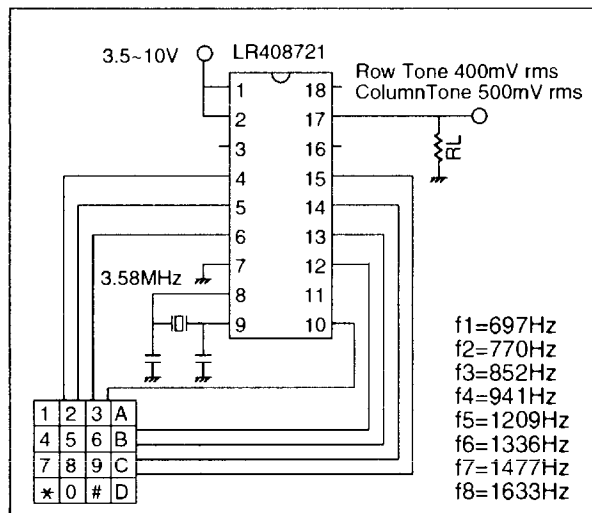 3.5~10V
LR408721
Row Tone 400mV rms
ColumnTone 500mV rms
1 18
2 17
3 16
4 15
5 14
6 13
7 12
8 11
9 10
RL
3.58MHz
1 2 3 A
4 5 6 B
7 8 9 C
* 0 # D
f1=697Hz
f2=770Hz
f3=852Hz
f4=941Hz
f5=1209Hz
f6=1336Hz
f7=1477Hz
f8=1633Hz